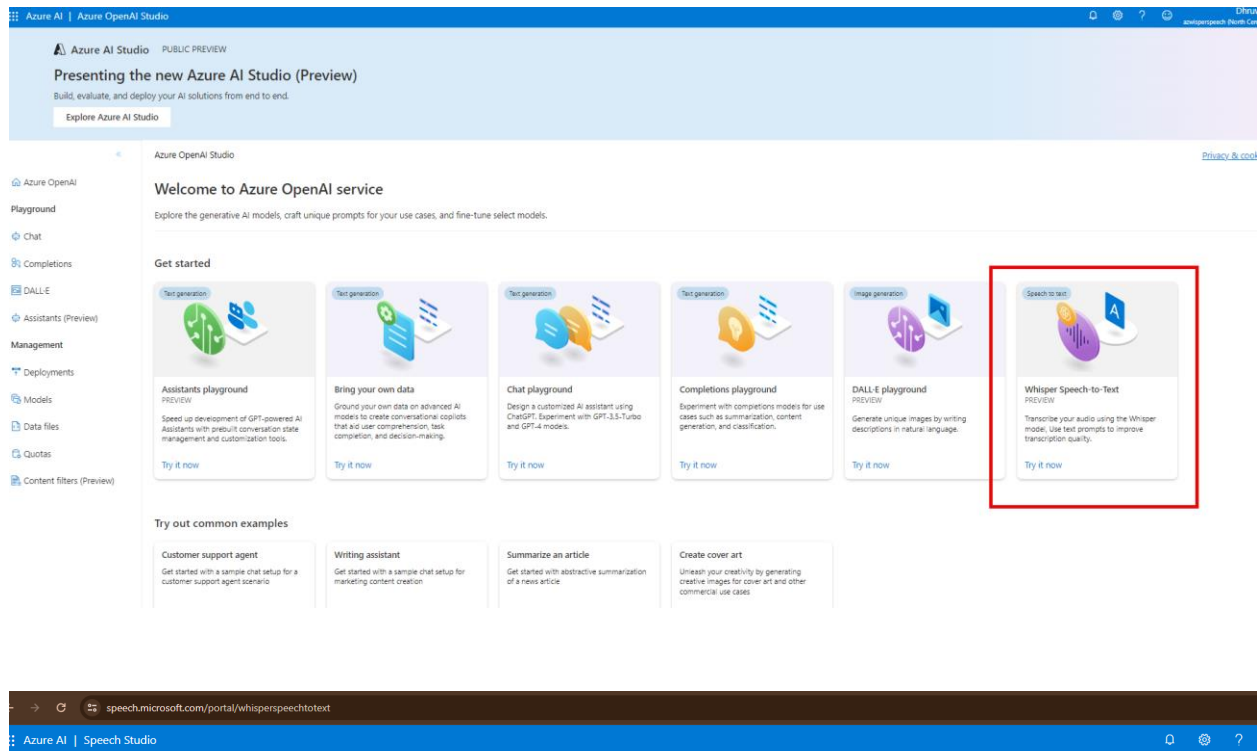 Azure AI | Azure OpenAI Studio
Dhruv
azwisperspeech (North Cen
Azure AI Studio PUBLIC PREVIEW
Presenting the new Azure AI Studio (Preview)
Build, evaluate, and deploy your AI solutions from end to end.
Explore Azure AI Studio
Azure OpenAI Studio
Privacy & cook
Azure OpenAI
Playground
Chat
Completions
DALL-E
Assistants (Preview)
Management
Deployments
Models
Data files
Quotas
Content filters (Preview)
Welcome to Azure OpenAI service
Explore the generative AI models, craft unique prompts for your use cases, and fine-tune select models.
Get started
Text generation
Assistants playground
PREVIEW
Speed up development of GPT-powered AI
Assistants with prebuilt conversation state
management and customization tools.
Try it now
Text generation
Bring your own data
Ground your own data on advanced AI
models to create conversational copilots
that aid user comprehension, task
completion, and decision-making.
Try it now
Text generation
Chat playground
Design a customized AI assistant using
ChatGPT. Experiment with GPT-3.5-Turbo
and GPT-4 models.
Try it now
Text generation
Completions playground
Experiment with completions models for use
cases such as summarization, content
generation, and classification.
Try it now
Image generation
DALL·E playground
PREVIEW
Generate unique images by writing
descriptions in natural language.
Try it now
Speech to text
A
Whisper Speech-to-Text
PREVIEW
Transcribe your audio using the Whisper
model, Use text prompts to improve
transcription quality.
Try it now
Try out common examples
Customer support agent
Get started with a sample chat setup for a
customer support agent scenario
Writing assistant
Get started with a sample chat setup for
marketing content creation
Summarize an article
Get started with abstractive summarization
of a news article
Create cover art
Unleash your creativity by generating
creative images for cover art and other
commercial use cases
speech.microsoft.com/portal/whisperspeechtotext
Azure AI | Speech Studio